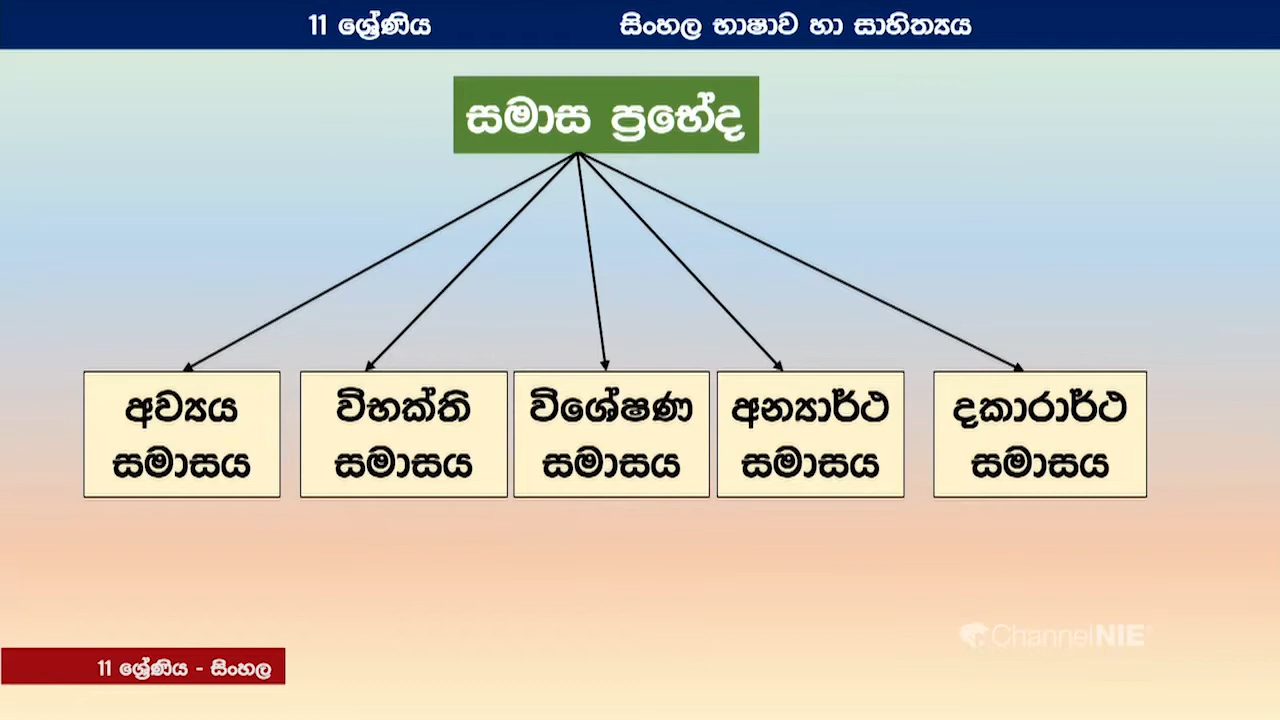 11 ශ්‍රේණිය
සිංහල භාෂාව හා සාහිත්‍යය
සමාස ප්‍රභේද
අව්‍යය
සමාසය
විභක්ති
සමාසය
විශේෂණ
සමාසය
අන්‍යාර්ථ
සමාසය
දකාරාර්ථ
සමාසය
ChannelNIE
11 ශ්‍රේණිය - සිංහල